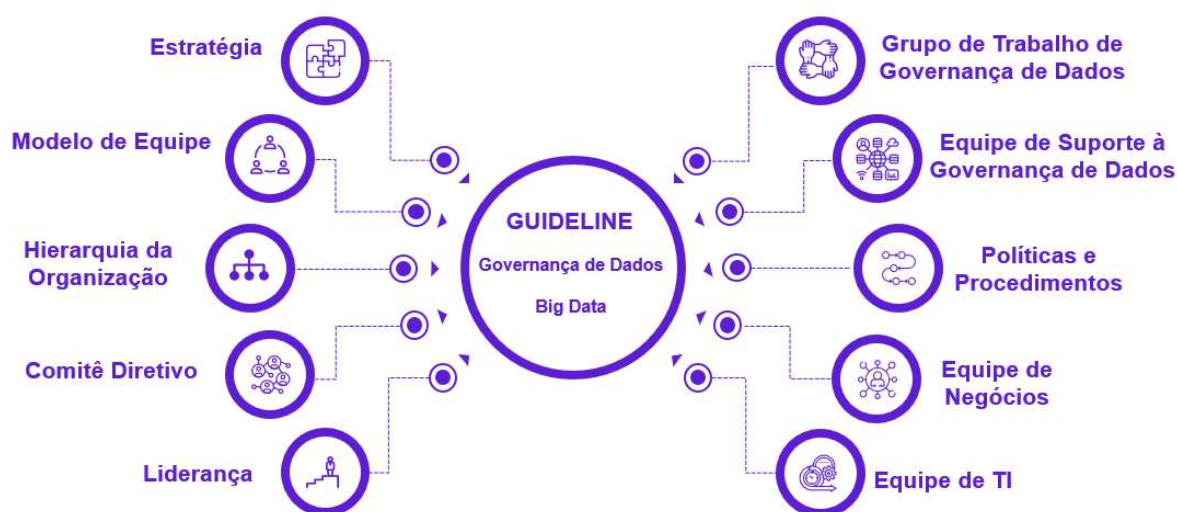 Estratégia
Modelo de Equipe
Hierarquia da
Organização
Comitê Diretivo
Liderança
GUIDELINE
Governança de Dados
Big Data
Grupo de Trabalho de
Governança de Dados
Equipe de Suporte à
Governança de Dados
Políticas e
Procedimentos
Equipe de
Negócios
Equipe de TI